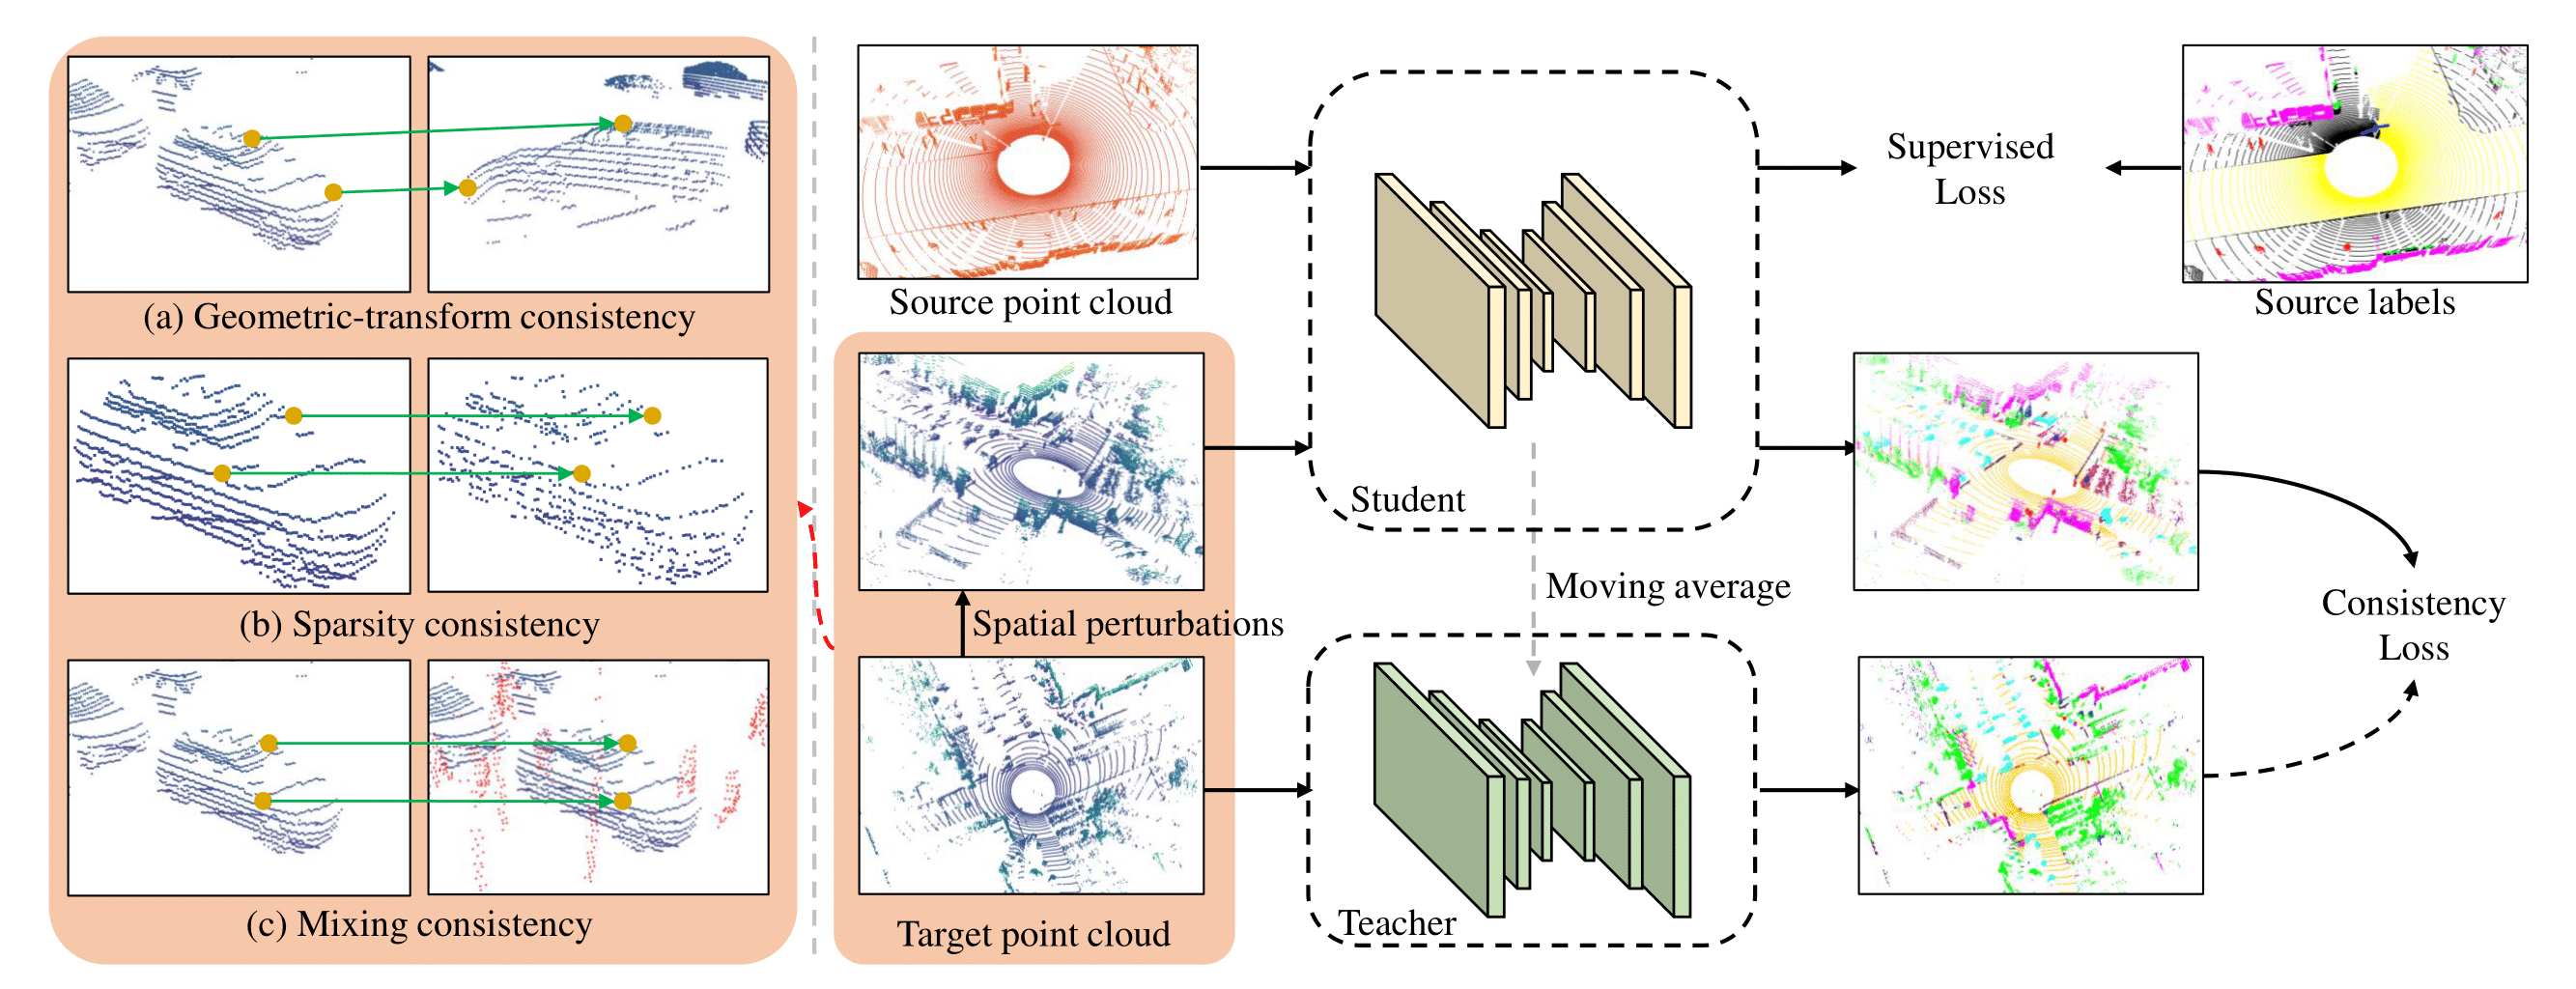 (a) Geometric-transform consistency
(b) Sparsity consistency
(c) Mixing consistency
Source point cloud
Spatial perturbations
Target point cloud
Student
Moving average
Teacher
Supervised
Loss
Source labels
Consistency
Loss